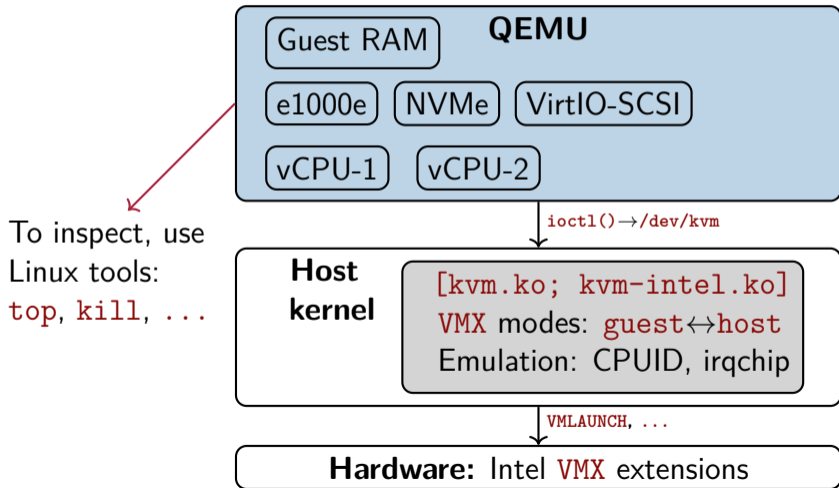 QEMU
Guest RAM
e1000e NVMe VirtIO-SCSI
vCPU-1 vCPU-2
ioctl()→/dev/kvm
To inspect, use
Linux tools:
top, kill, ...
Host
kernel
[kvm.ko; kvm-intel.ko]
VMX modes: guest↔host
Emulation: CPUID, irqchip
VMLAUNCH, ...
Hardware: Intel VMX extensions